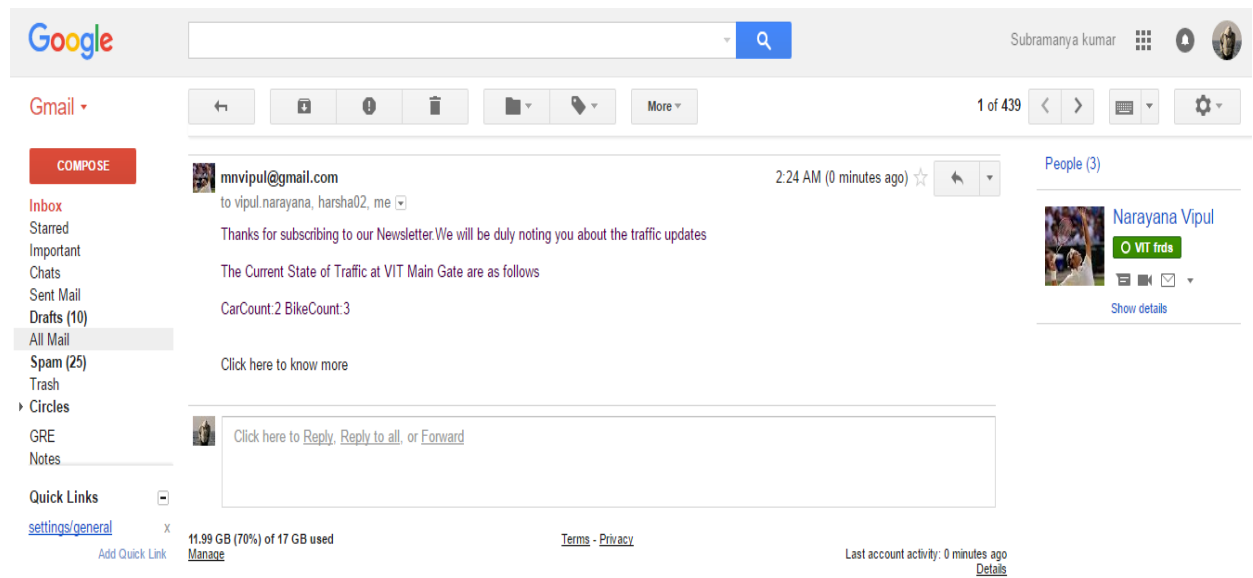 Google
Subramanya kumar
Gmail
More
1 of 439
COMPOSE
Inbox
Starred
Important
Chats
Sent Mail
Drafts (10)
All Mail
Spam (25)
Trash
Circles
GRE
Notes
Quick Links
settings/general x
Add Quick Link
mnvipul@gmail.com 2:24 AM (0 minutes ago)
to vipul.narayana, harsha02, me
Thanks for subscribing to our Newsletter.We will be duly noting you about the traffic updates
The Current State of Traffic at VIT Main Gate are as follows
CarCount:2 BikeCount:3
Click here to know more
Click here to Reply, Reply to all, or Forward
11.99 GB (70%) of 17 GB used
Manage
Terms - Privacy
Last account activity: 0 minutes ago
Details
People (3)
Narayana Vipul
VIT frds
Show details